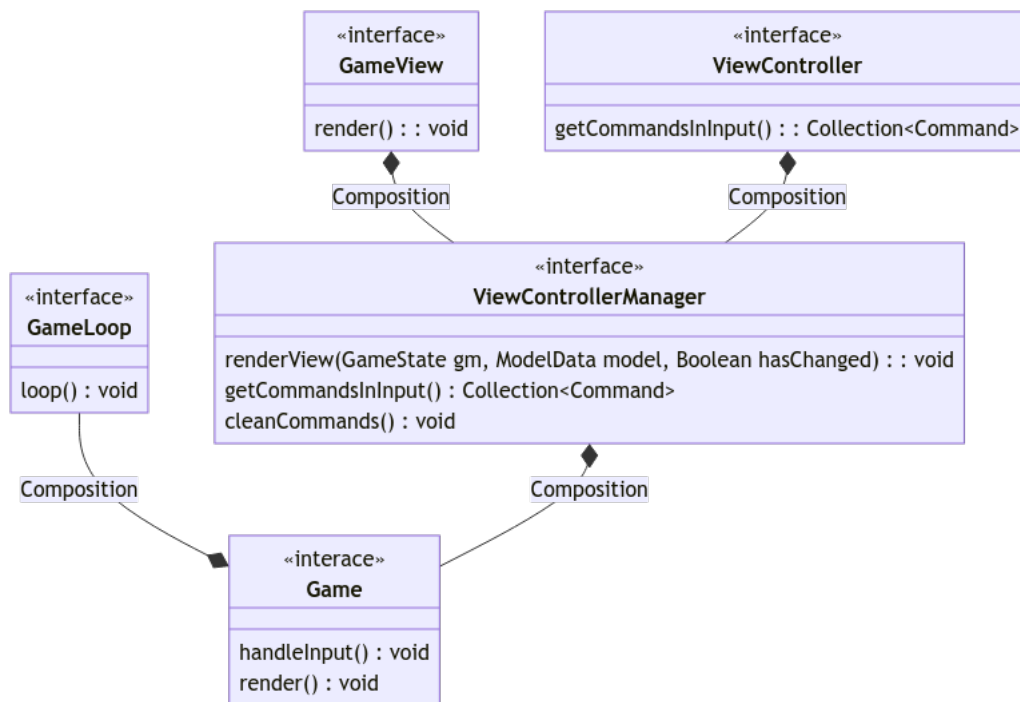 «interface»
GameView
render() : : void
«interface»
ViewController
getCommandsInInput() : : Collection<Command>
Composition
Composition
«interface»
GameLoop
loop() : void
«interface»
ViewControllerManager
renderView(GameState gm, ModelData model, Boolean hasChanged) : : void
getCommandsInInput() : Collection<Command>
cleanCommands() : void
Composition
Composition
«interace»
Game
handleInput() : void
render() : void